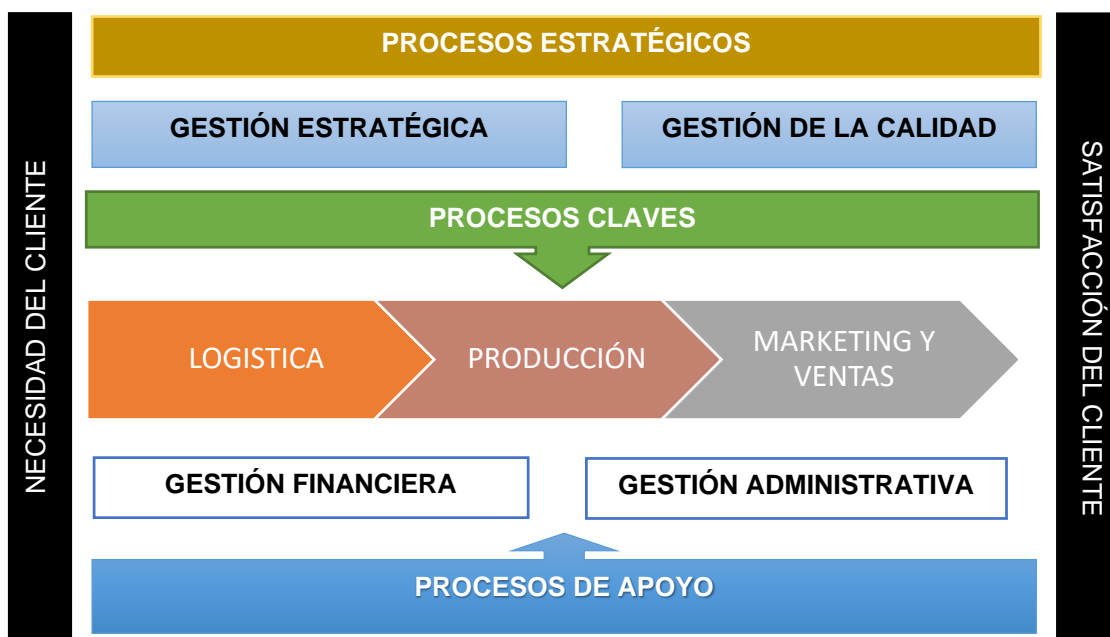 NECESIDAD DEL CLIENTE
PROCESOS ESTRATÉGICOS
GESTIÓN ESTRATÉGICA
GESTIÓN DE LA CALIDAD
PROCESOS CLAVES
LOGISTICA
PRODUCCIÓN
MARKETING Y
VENTAS
GESTIÓN FINANCIERA
GESTIÓN ADMINISTRATIVA
PROCESOS DE APOYO
SATISFACCIÓN DEL CLIENTE